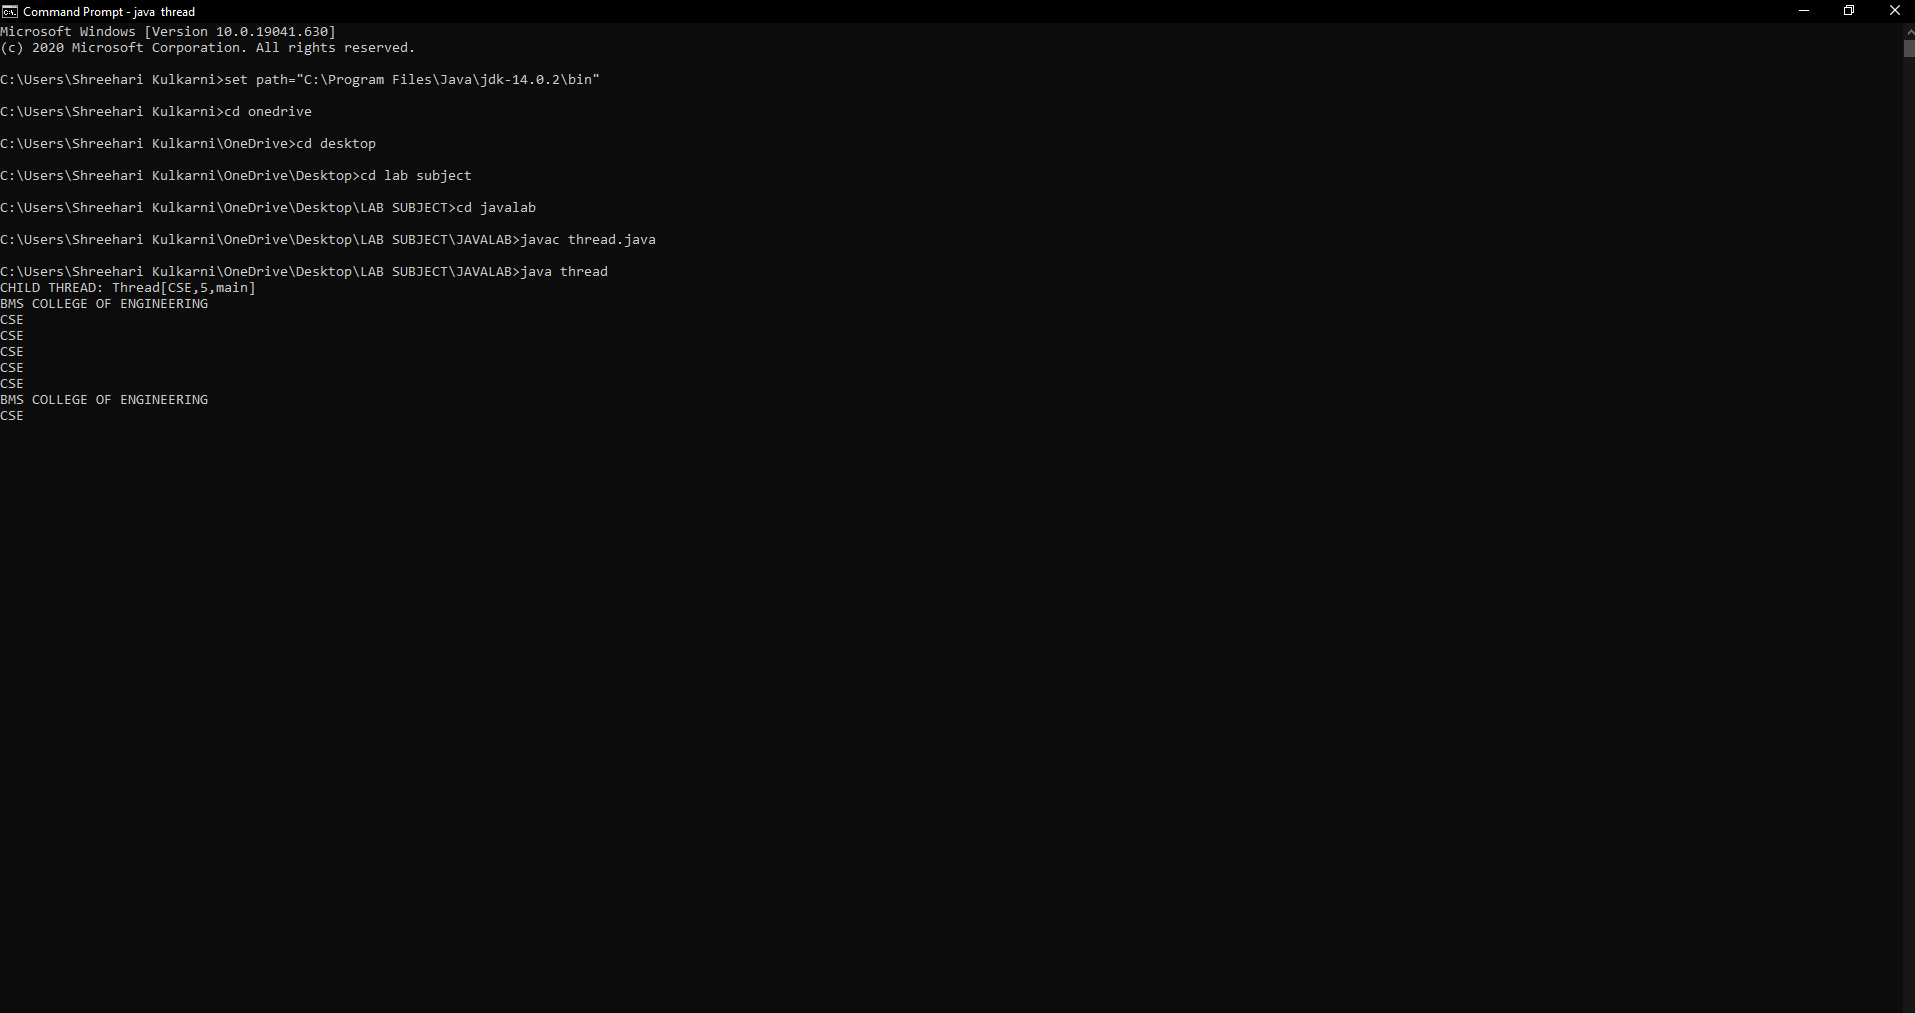 Command Prompt - java  thread
Microsoft Windows [Version 10.0.19041.630]
(c) 2020 Microsoft Corporation. All rights reserved.
C:\Users\Shreehari Kulkarni>set path="C:\Program Files\Java\jdk-14.0.2\bin"
C:\Users\Shreehari Kulkarni>cd onedrive
C:\Users\Shreehari Kulkarni\OneDrive>cd desktop
C:\Users\Shreehari Kulkarni\OneDrive\Desktop>cd lab subject
C:\Users\Shreehari Kulkarni\OneDrive\Desktop\LAB SUBJECT>cd javalab
C:\Users\Shreehari Kulkarni\OneDrive\Desktop\LAB SUBJECT\JAVALAB>javac thread.java
C:\Users\Shreehari Kulkarni\OneDrive\Desktop\LAB SUBJECT\JAVALAB>java thread
CHILD THREAD: Thread[CSE,5,main]
BMS COLLEGE OF ENGINEERING
CSE
CSE
CSE
CSE
CSE
BMS COLLEGE OF ENGINEERING
CSE